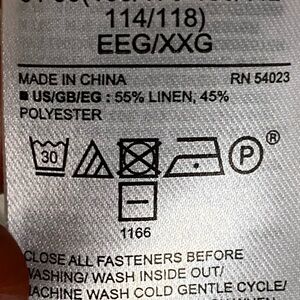 114/118)
EEG/XXG
MADE IN CHINA RN 54023
■ US/GB/EG : 55% LINEN, 45%
POLYESTER
30 P ®
1166
CLOSE ALL FASTENERS BEFORE
WASHING/ WASH INSIDE OUT/
MACHINE WASH COLD GENTLE CYCLE/